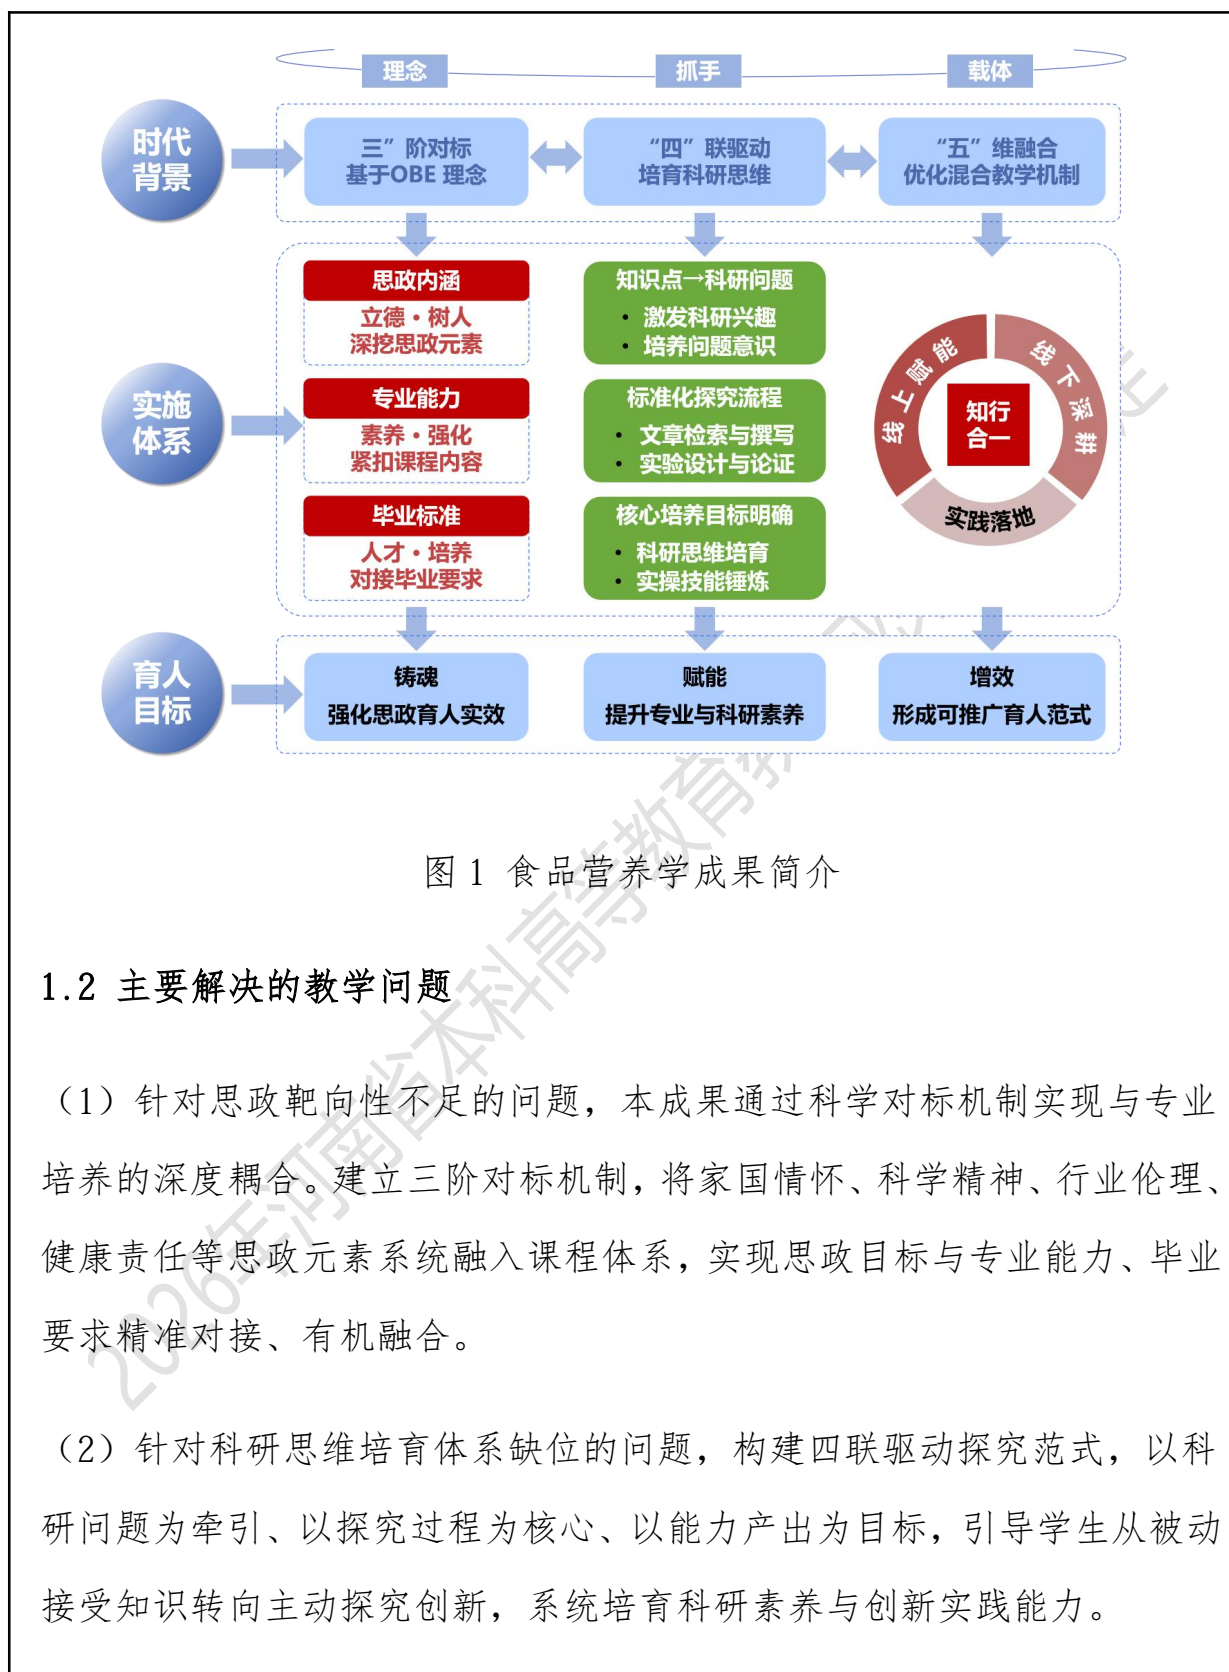 理念 抓手 载体
时代
背景
三”阶对标
基于OBE 理念
“四”联驱动
培育科研思维
“五”维融合
优化混合教学机制
实施
体系
思政内涵
立德·树人
深挖思政元素
专业能力
素养·强化
紧扣课程内容
毕业标准
人才·培养
对接毕业要求
知识点→科研问题
· 激发科研兴趣
· 培养问题意识
标准化探究流程
· 文章检索与撰写
· 实验设计与论证
核心培养目标明确
· 科研思维培育
· 实操技能锤炼
线上赋能
线下深耕
知行
合一
实践落地
育人
目标
铸魂
强化思政育人实效
赋能
提升专业与科研素养
增效
形成可推广育人范式
图 1 食品营养学成果简介
1.2 主要解决的教学问题
（1）针对思政靶向性不足的问题，本成果通过科学对标机制实现与专业
培养的深度耦合。建立三阶对标机制，将家国情怀、科学精神、行业伦理、
健康责任等思政元素系统融入课程体系，实现思政目标与专业能力、毕业
要求精准对接、有机融合。
（2）针对科研思维培育体系缺位的问题，构建四联驱动探究范式，以科
研问题为牵引、以探究过程为核心、以能力产出为目标，引导学生从被动
接受知识转向主动探究创新，系统培育科研素养与创新实践能力。
2026年河南省本科高等教育教